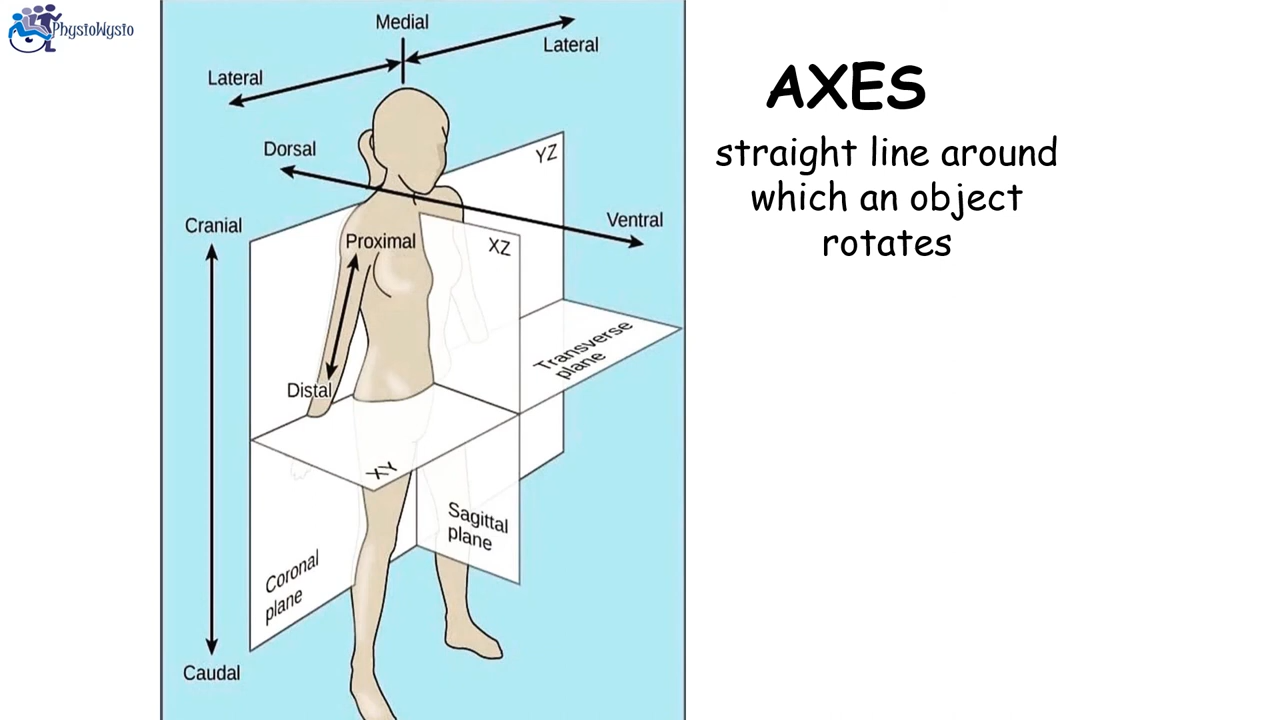 PhysioWysio
Medial
Lateral
Lateral
Dorsal
YZ
Cranial
Ventral
Proximal
XZ
Transverse
plane
Distal
XY
Sagittal
plane
Coronal
plane
Caudal
AXES
straight line around
which an object
rotates